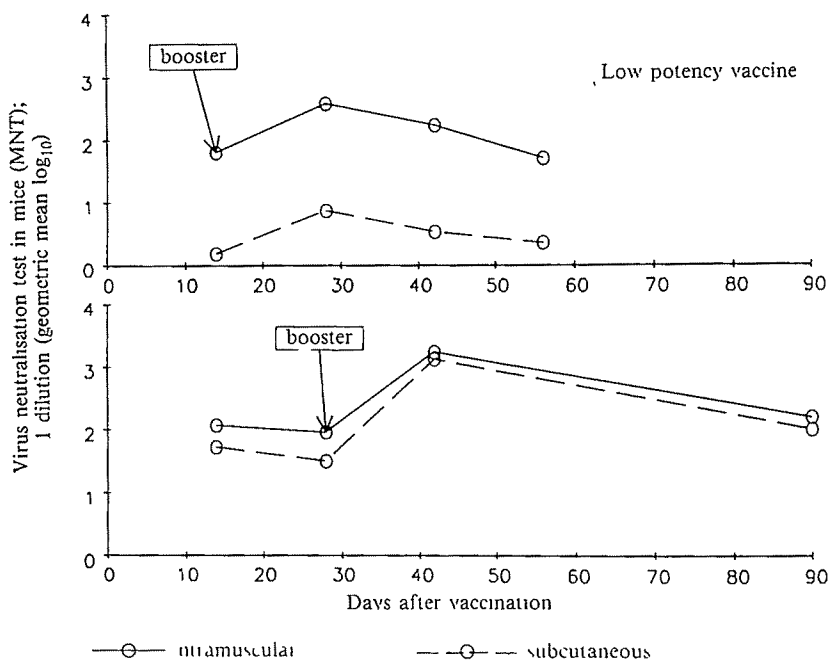 Virus neutralisation test in mice (MNT);
1 dilution (geometric mean log10)
4
3
2
1
0
booster
Low potency vaccine
0 10 20 30 40 50 60 70 80 90
4
3
2
1
0
booster
0 10 20 30 40 50 60 70 80 90
Days after vaccination
ntramuscular subcutaneous